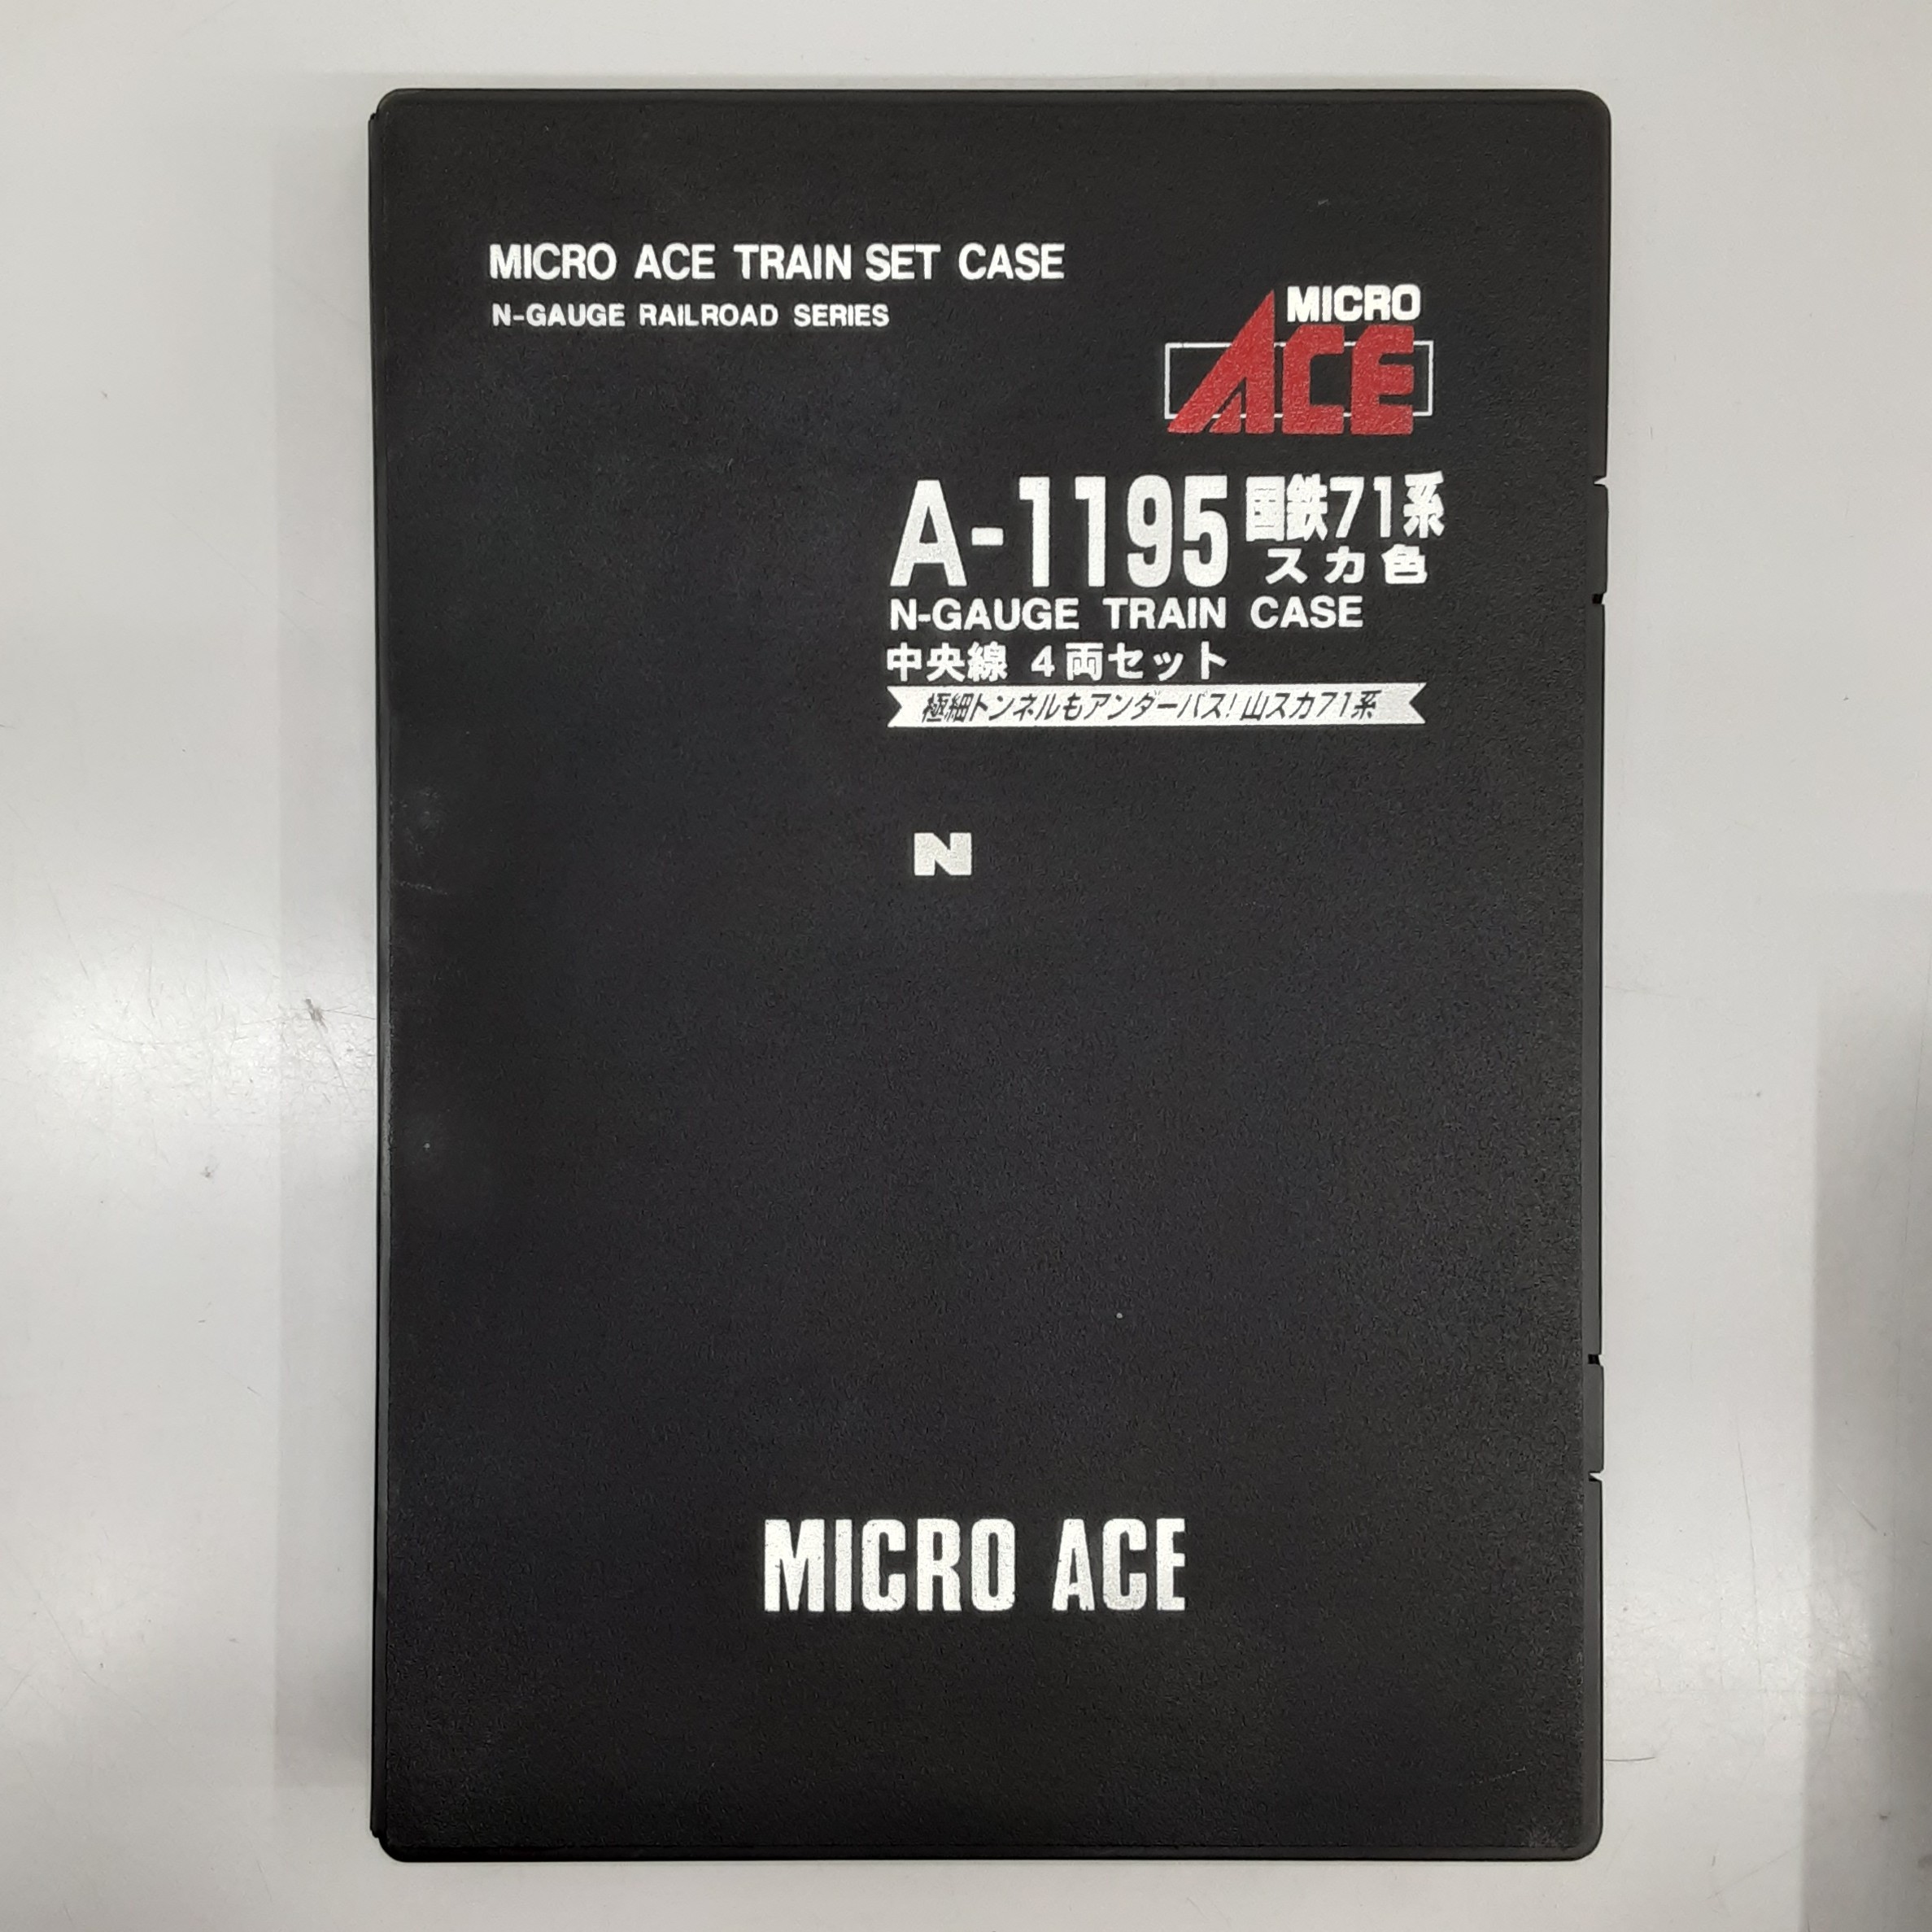 MICRO ACE TRAIN SET CASE
N-GAUGE RAILROAD SERIES
MICRO
ACE
A-1195 国鉄71系
スカ色
N-GAUGE TRAIN CASE
中央線 4両セット
極細トンネルもアンダーパス!山スカ71系
N
MICRO ACE